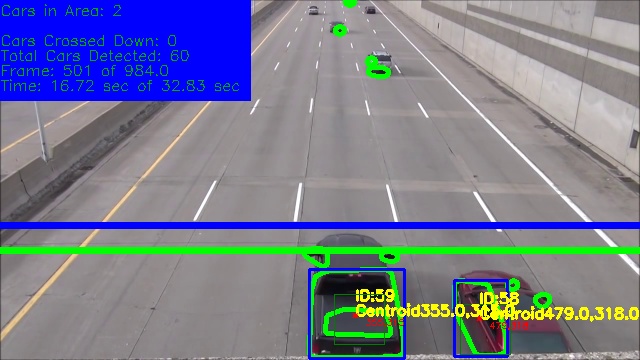 Cars in Area: 2
Cars Crossed Down: 0
Total Cars Detected: 60
Frame: 501 of 984.0
Time: 16.72 sec of 32.83 sec
ID:59
ID:58
Centroid479.0,318.0